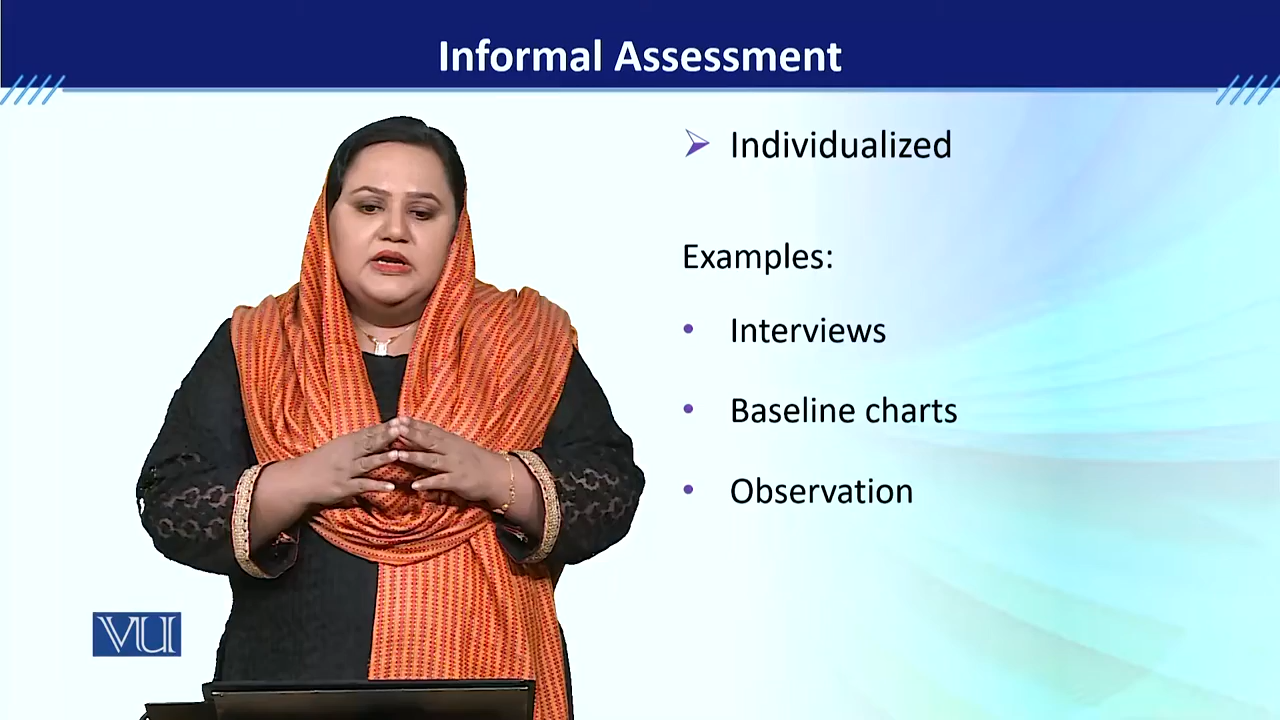 Informal Assessment
Individualized
Examples:
• Interviews
• Baseline charts
• Observation
VU